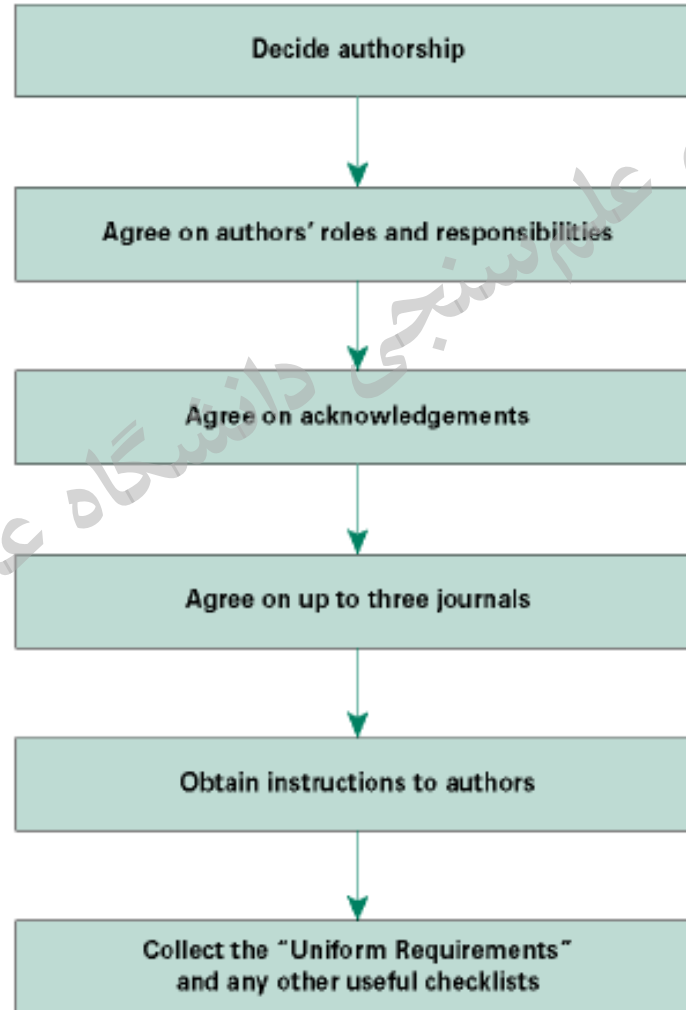 Decide authorship
Agree on authors’ roles and responsibilities
علم‌سنجی دانشگاه
Agree on acknowledgements
Agree on up to three journals
Obtain instructions to authors
Collect the “Uniform Requirements”
and any other useful checklists